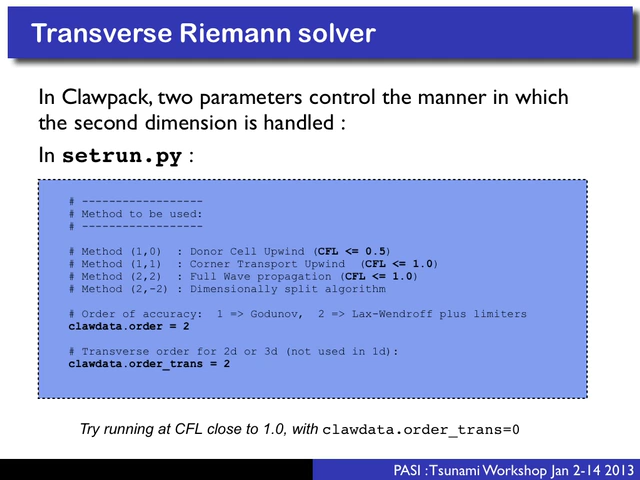 Transverse Riemann solver
In Clawpack, two parameters control the manner in which
the second dimension is handled :
In setrun.py :
# ------------------
# Method to be used:
# ------------------
# Method (1,0)  : Donor Cell Upwind (CFL <= 0.5)
# Method (1,1)  : Corner Transport Upwind  (CFL <= 1.0)
# Method (2,2)  : Full Wave propagation (CFL <= 1.0)
# Method (2,-2) : Dimensionally split algorithm
# Order of accuracy:  1 => Godunov,  2 => Lax-Wendroff plus limiters
clawdata.order = 2
# Transverse order for 2d or 3d (not used in 1d):
clawdata.order_trans = 2
Try running at CFL close to 1.0, with clawdata.order_trans=0
PASI : Tsunami Workshop Jan 2-14 2013